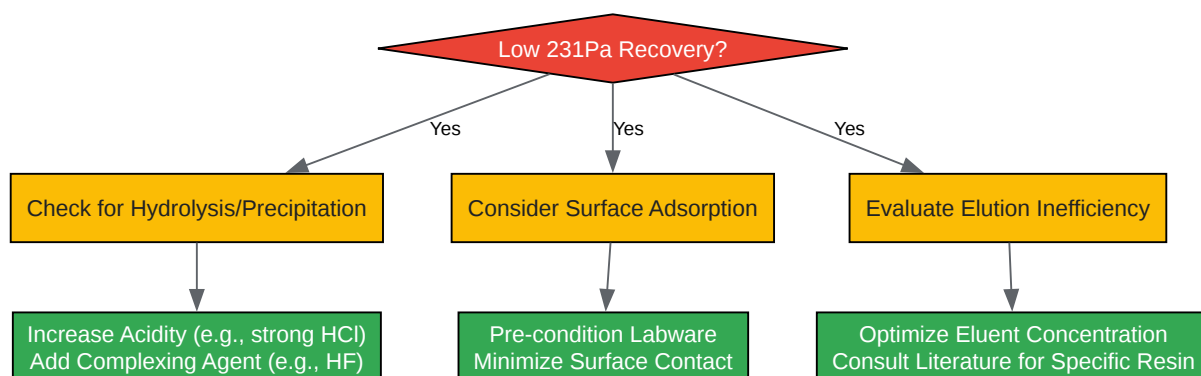 Low 231Pa Recovery?
Yes
Yes
Yes
Check for Hydrolysis/Precipitation
Consider Surface Adsorption
Evaluate Elution Inefficiency
Increase Acidity (e.g., strong HCl)
Add Complexing Agent (e.g., HF)
Pre-condition Labware
Minimize Surface Contact
Optimize Eluent Concentration
Consult Literature for Specific Resin